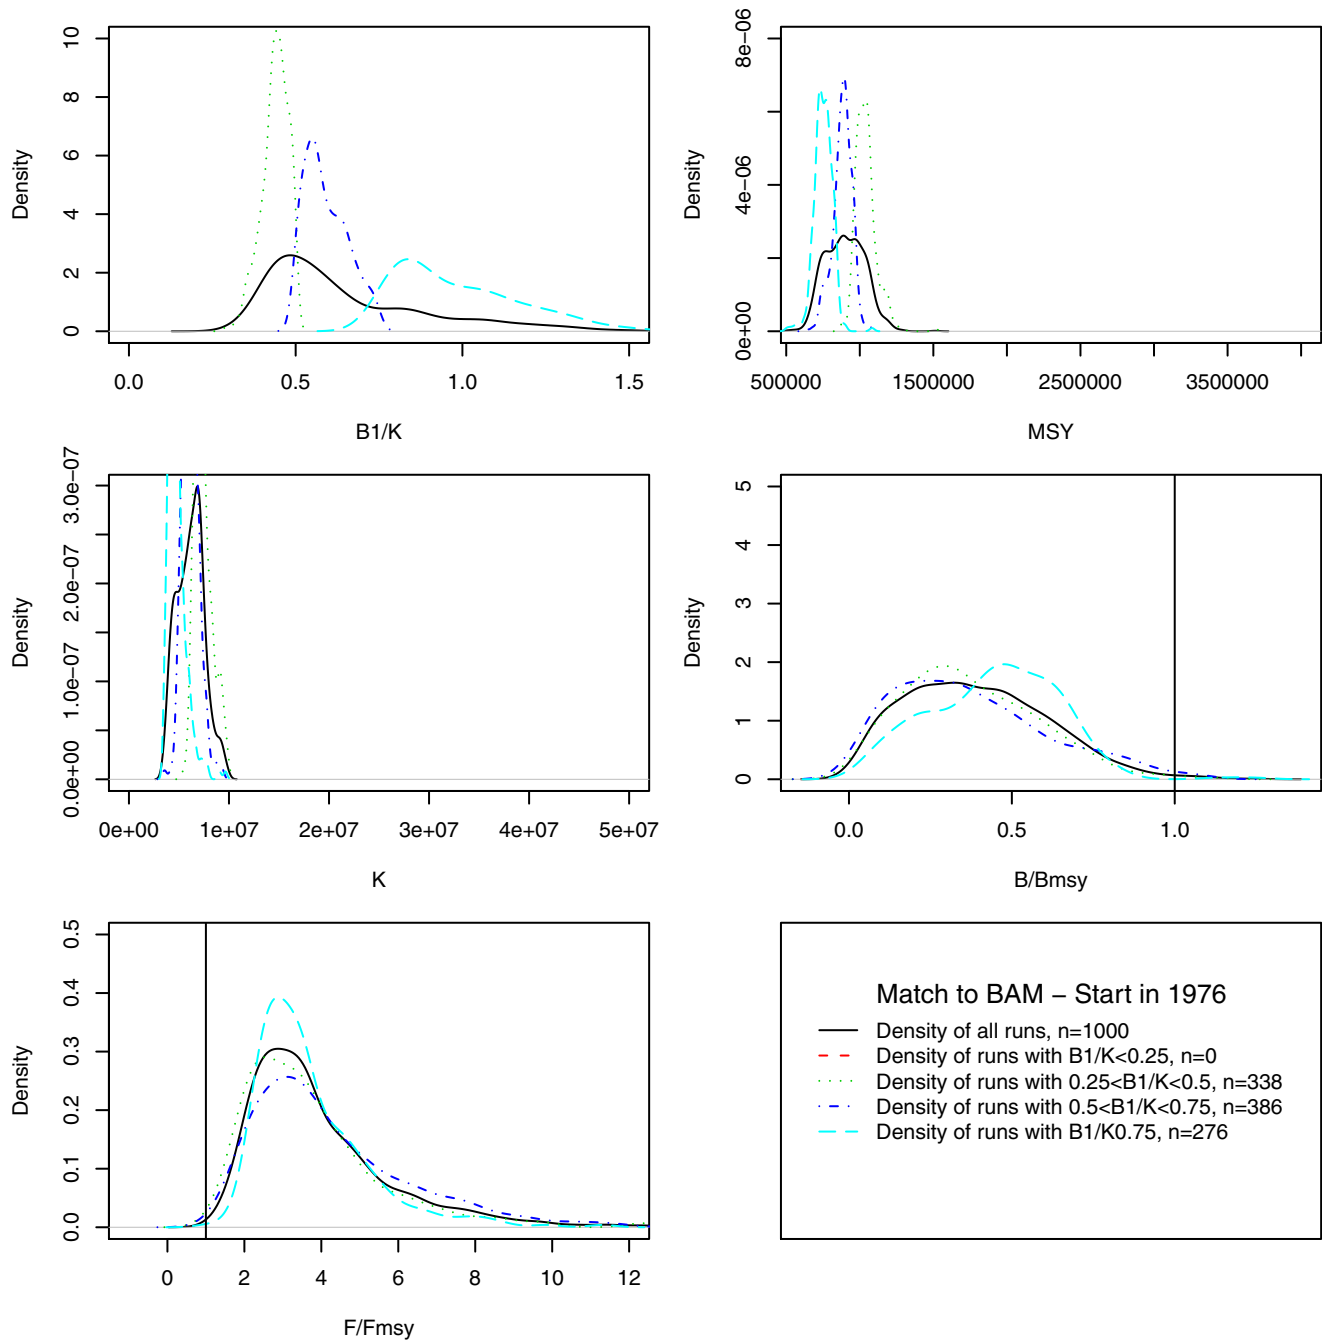 10
8
6
4
2
0
Density
0.0 0.5 1.0 1.5
B1/K
8e−06
4e−06
0e+00
Density
500000 1500000 2500000 3500000
MSY
3.0e−07
2.0e−07
1.0e−07
0.0e+00
Density
0e+00 1e+07 2e+07 3e+07 4e+07 5e+07
K
5
4
3
2
1
0
Density
0.0 0.5 1.0
B/Bmsy
0.5
0.4
0.3
0.2
0.1
0.0
Density
0 2 4 6 8 10 12
F/Fmsy
Match to BAM − Start in 1976
Density of all runs, n=1000
Density of runs with B1/K<0.25, n=0
Density of runs with 0.25<B1/K<0.5, n=338
Density of runs with 0.5<B1/K<0.75, n=386
Density of runs with B1/K0.75, n=276